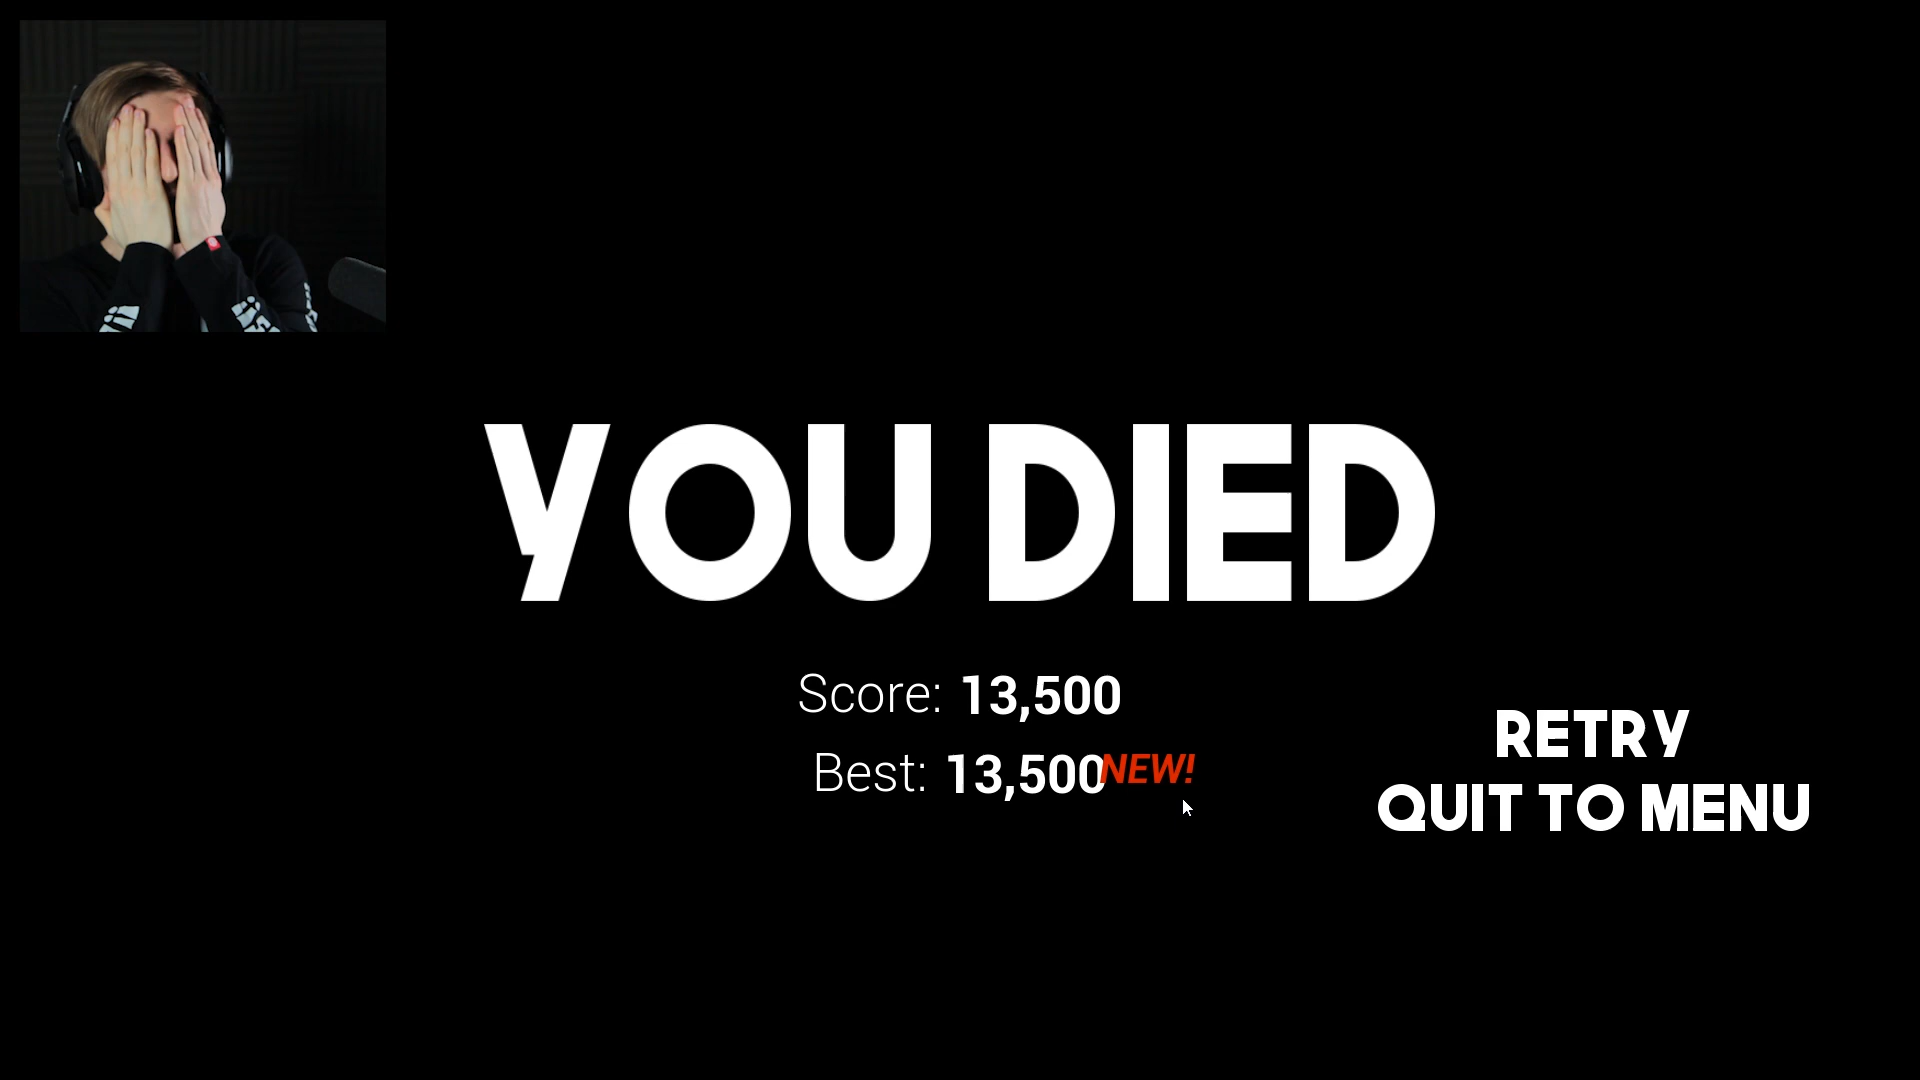 YOU DIED
Score: 13,500
Best: 13,500 NEW!
RETRY
QUIT TO MENU